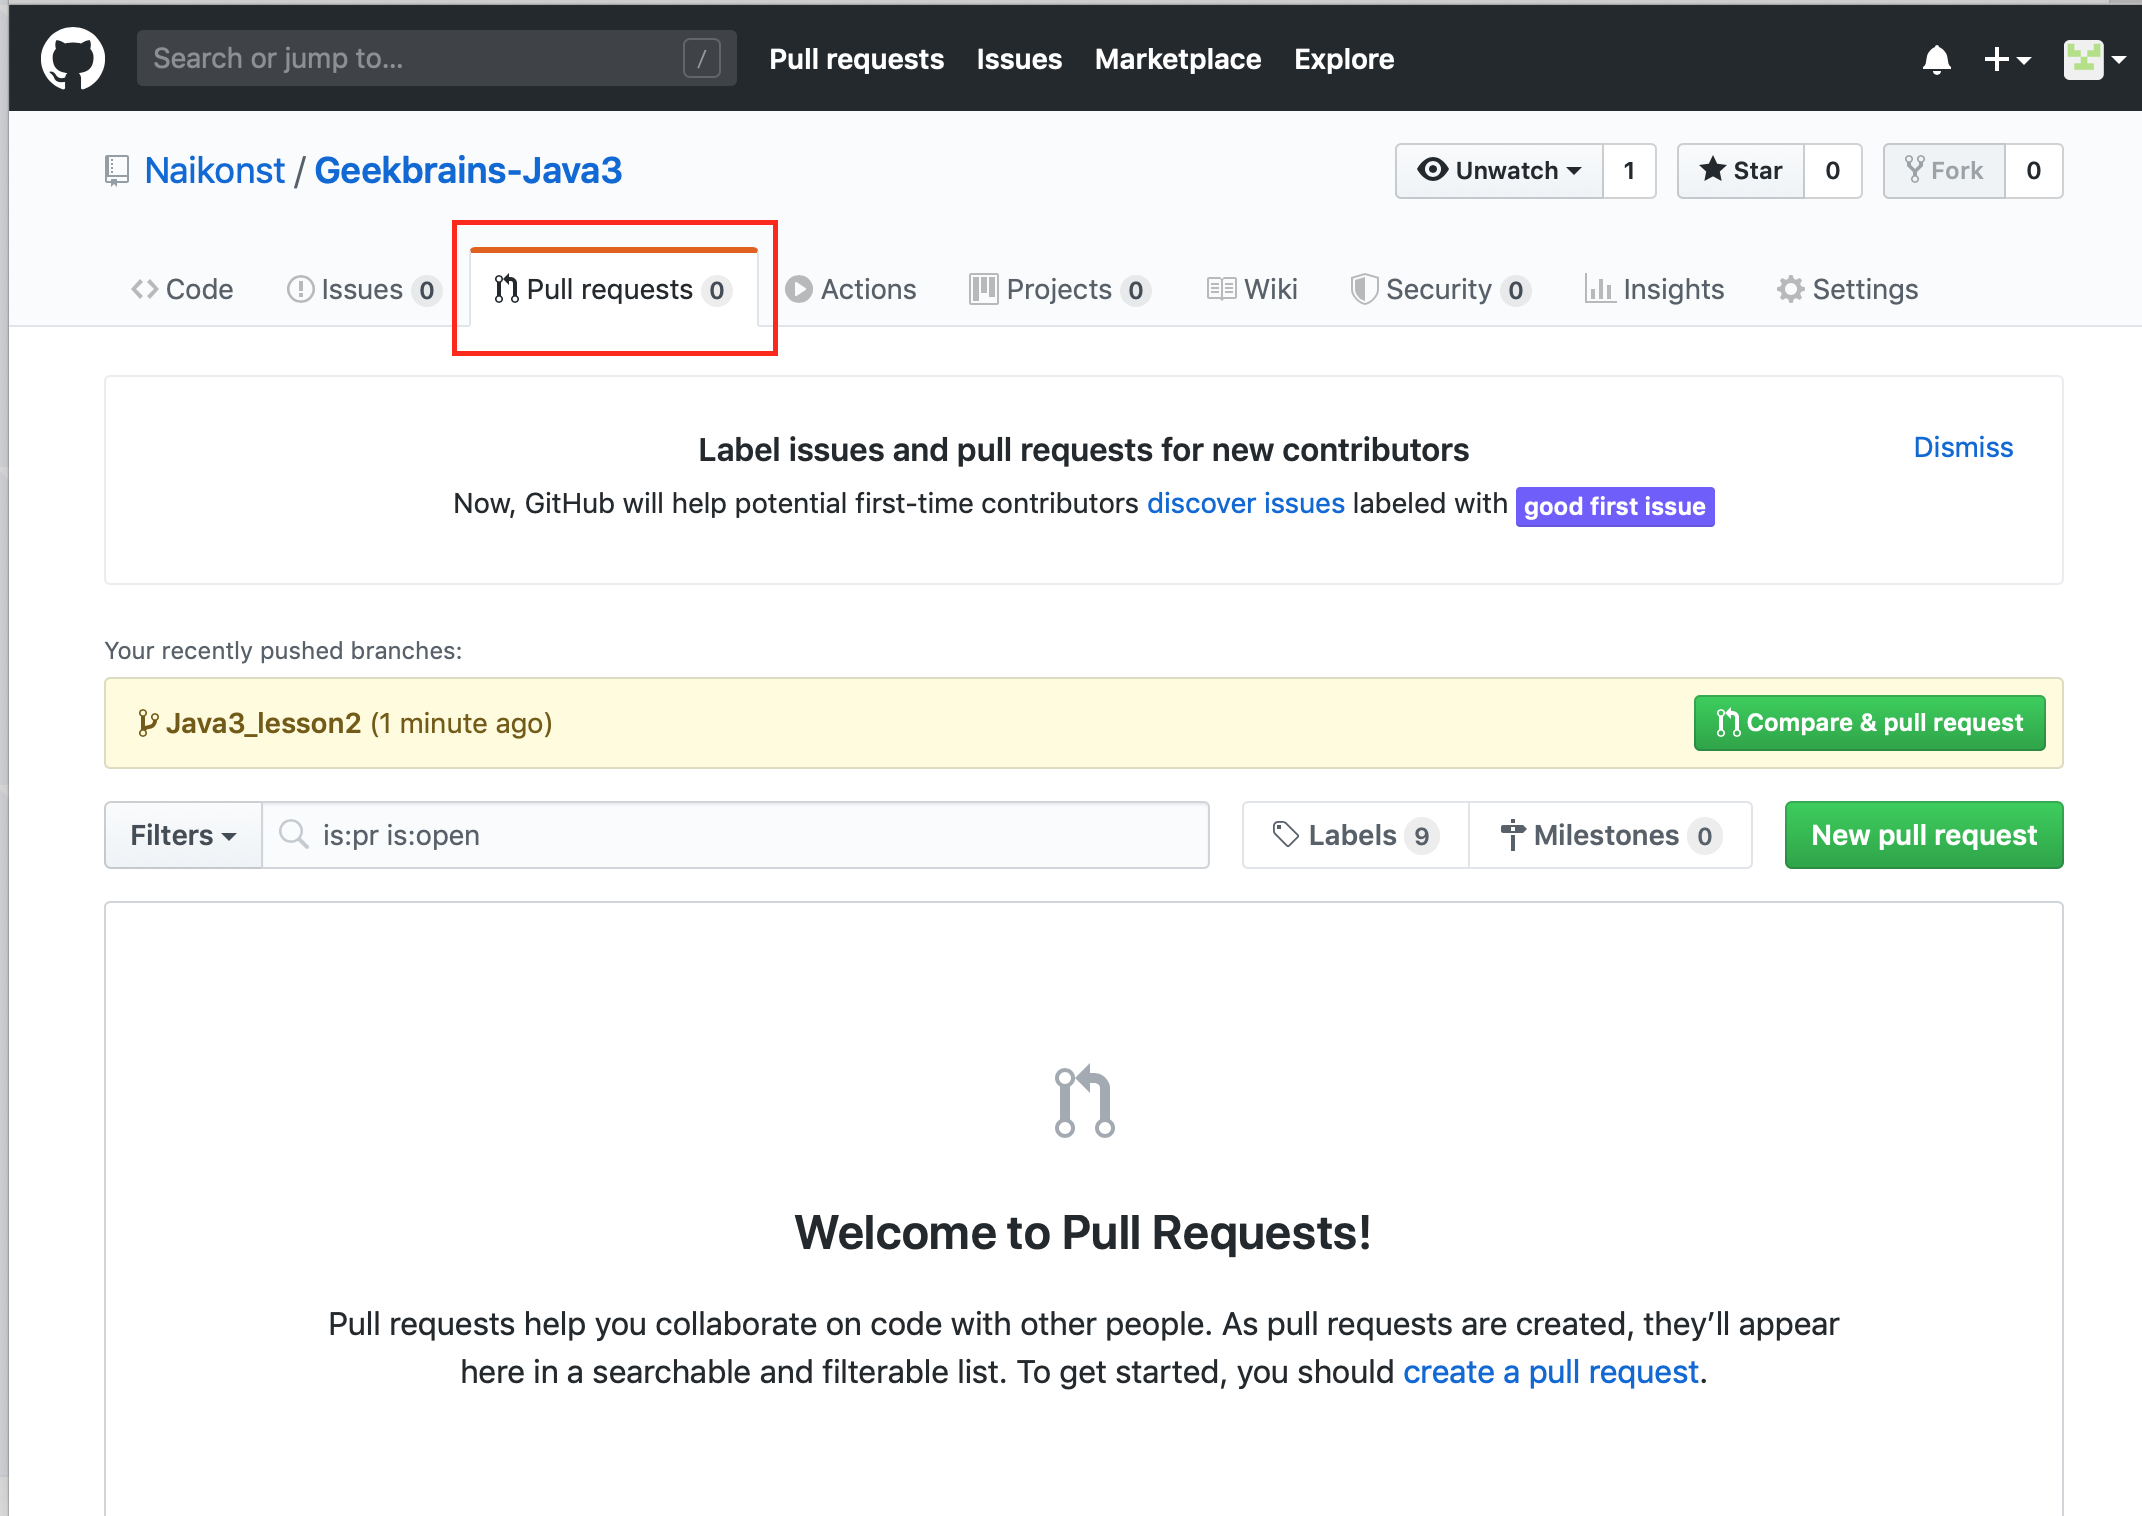 Search or jump to... /
Pull requests Issues Marketplace Explore
Naikonst / Geekbrains-Java3
Unwatch 1 Star 0 Fork 0
Code Issues 0 Pull requests 0 Actions Projects 0 Wiki Security 0 Insights Settings
Label issues and pull requests for new contributors
Dismiss
Now, GitHub will help potential first-time contributors discover issues labeled with good first issue
Your recently pushed branches:
Java3_lesson2 (1 minute ago)
Compare & pull request
Filters is:pr is:open Labels 9 Milestones 0 New pull request
Welcome to Pull Requests!
Pull requests help you collaborate on code with other people. As pull requests are created, they’ll appear
here in a searchable and filterable list. To get started, you should create a pull request.